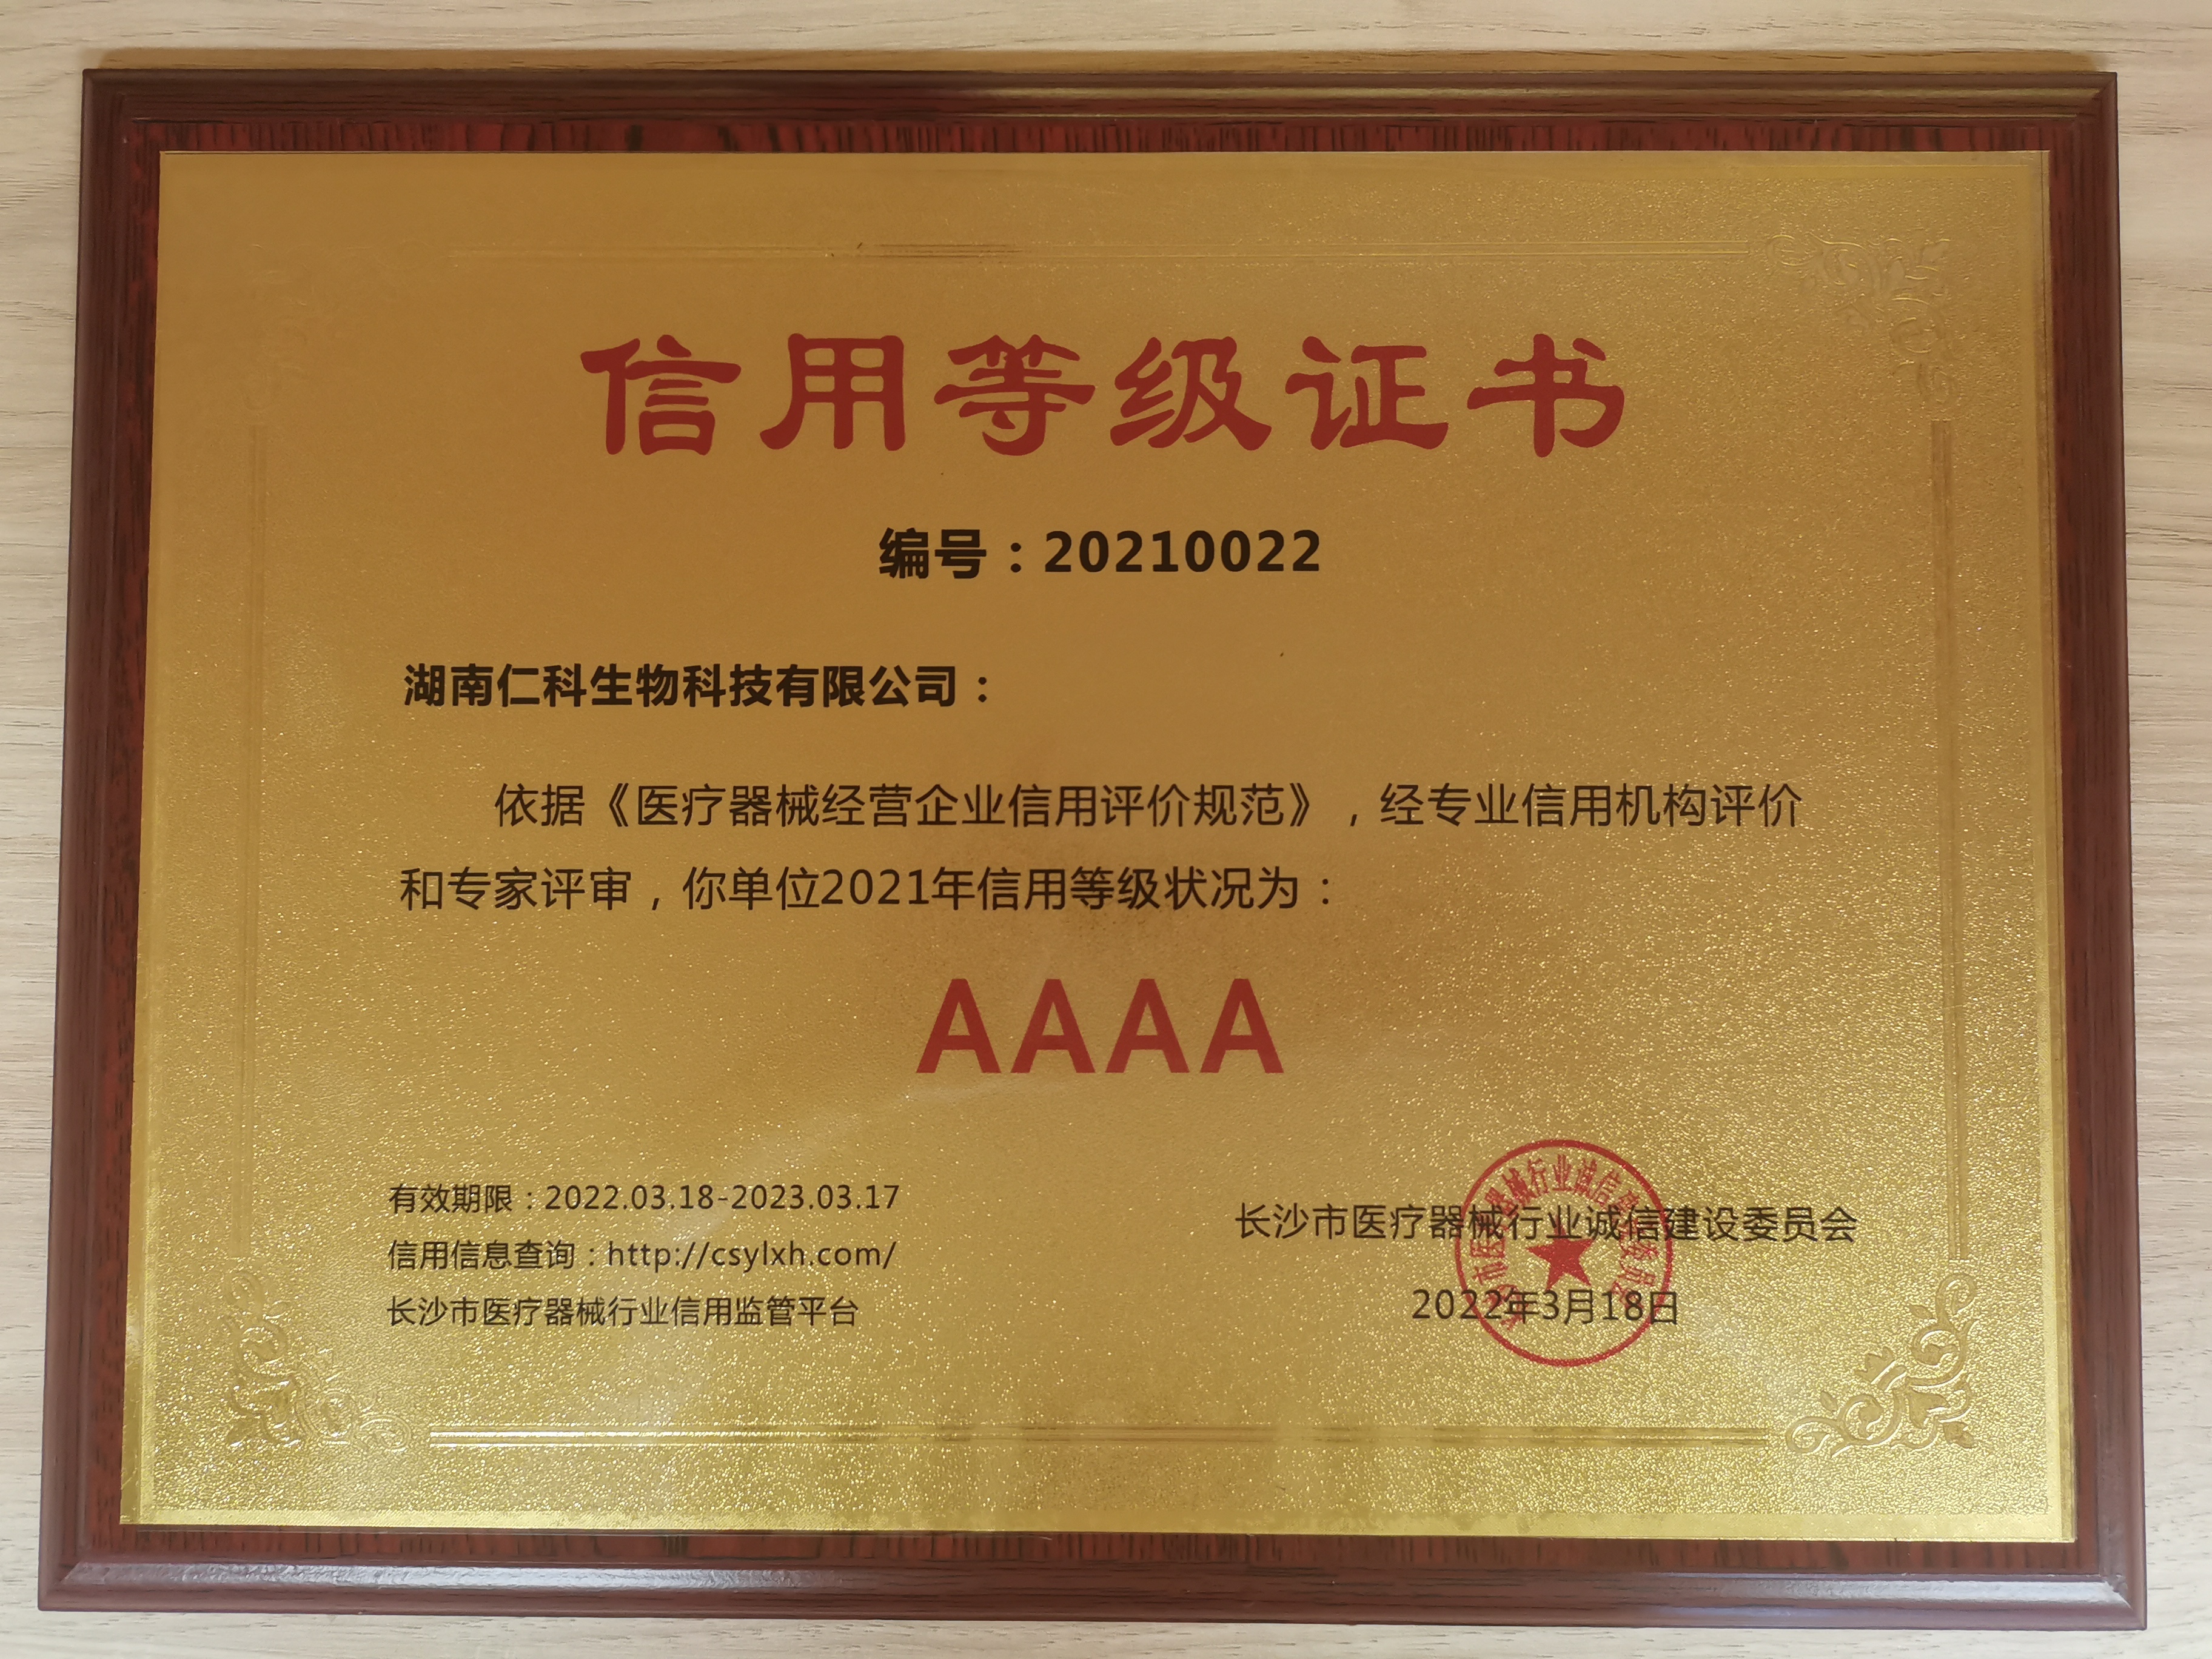 信用等级证书
编号：20210022
湖南仁科生物科技有限公司：
依据《医疗器械经营企业信用评价规范》，经专业信用机构评价
和专家评审，你单位2021年信用等级状况为：
AAAA
有效期限：2022.03.18-2023.03.17
信用信息查询：http://csylxh.com/
长沙市医疗器械行业信用监管平台
长沙市医疗器械行业诚信建设委员会
2022年3月18日